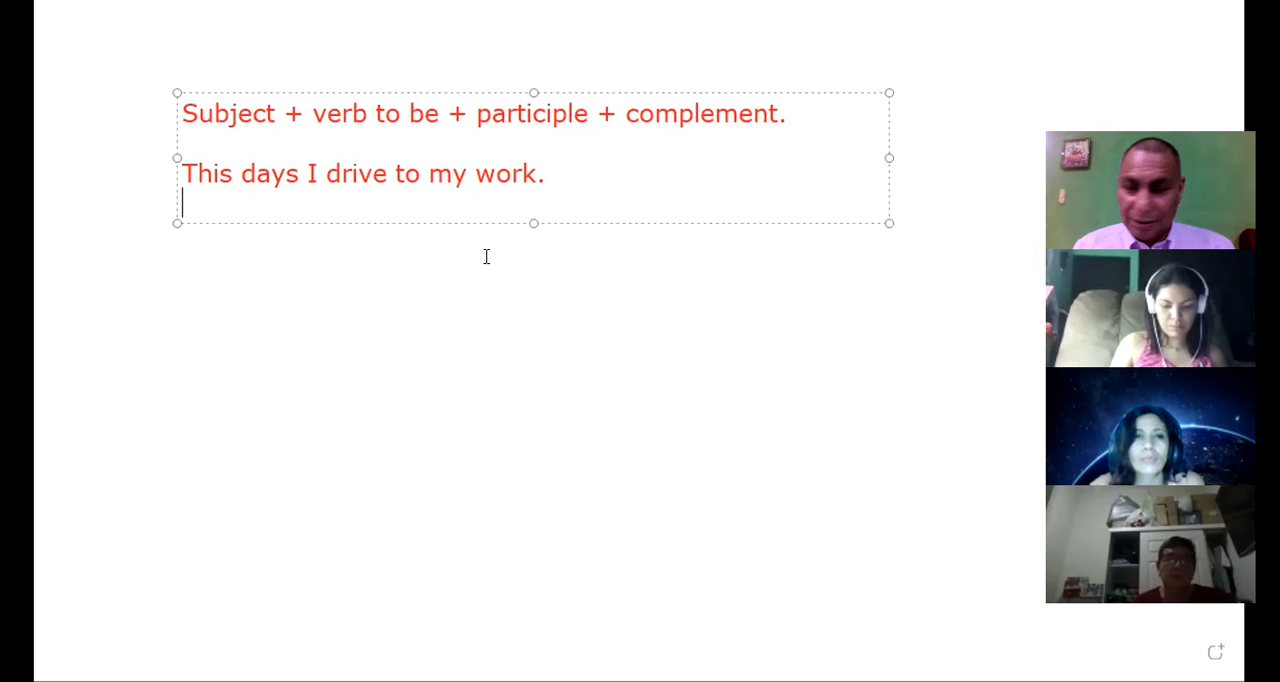 Subject + verb to be + participle + complement.
This days I drive to my work.